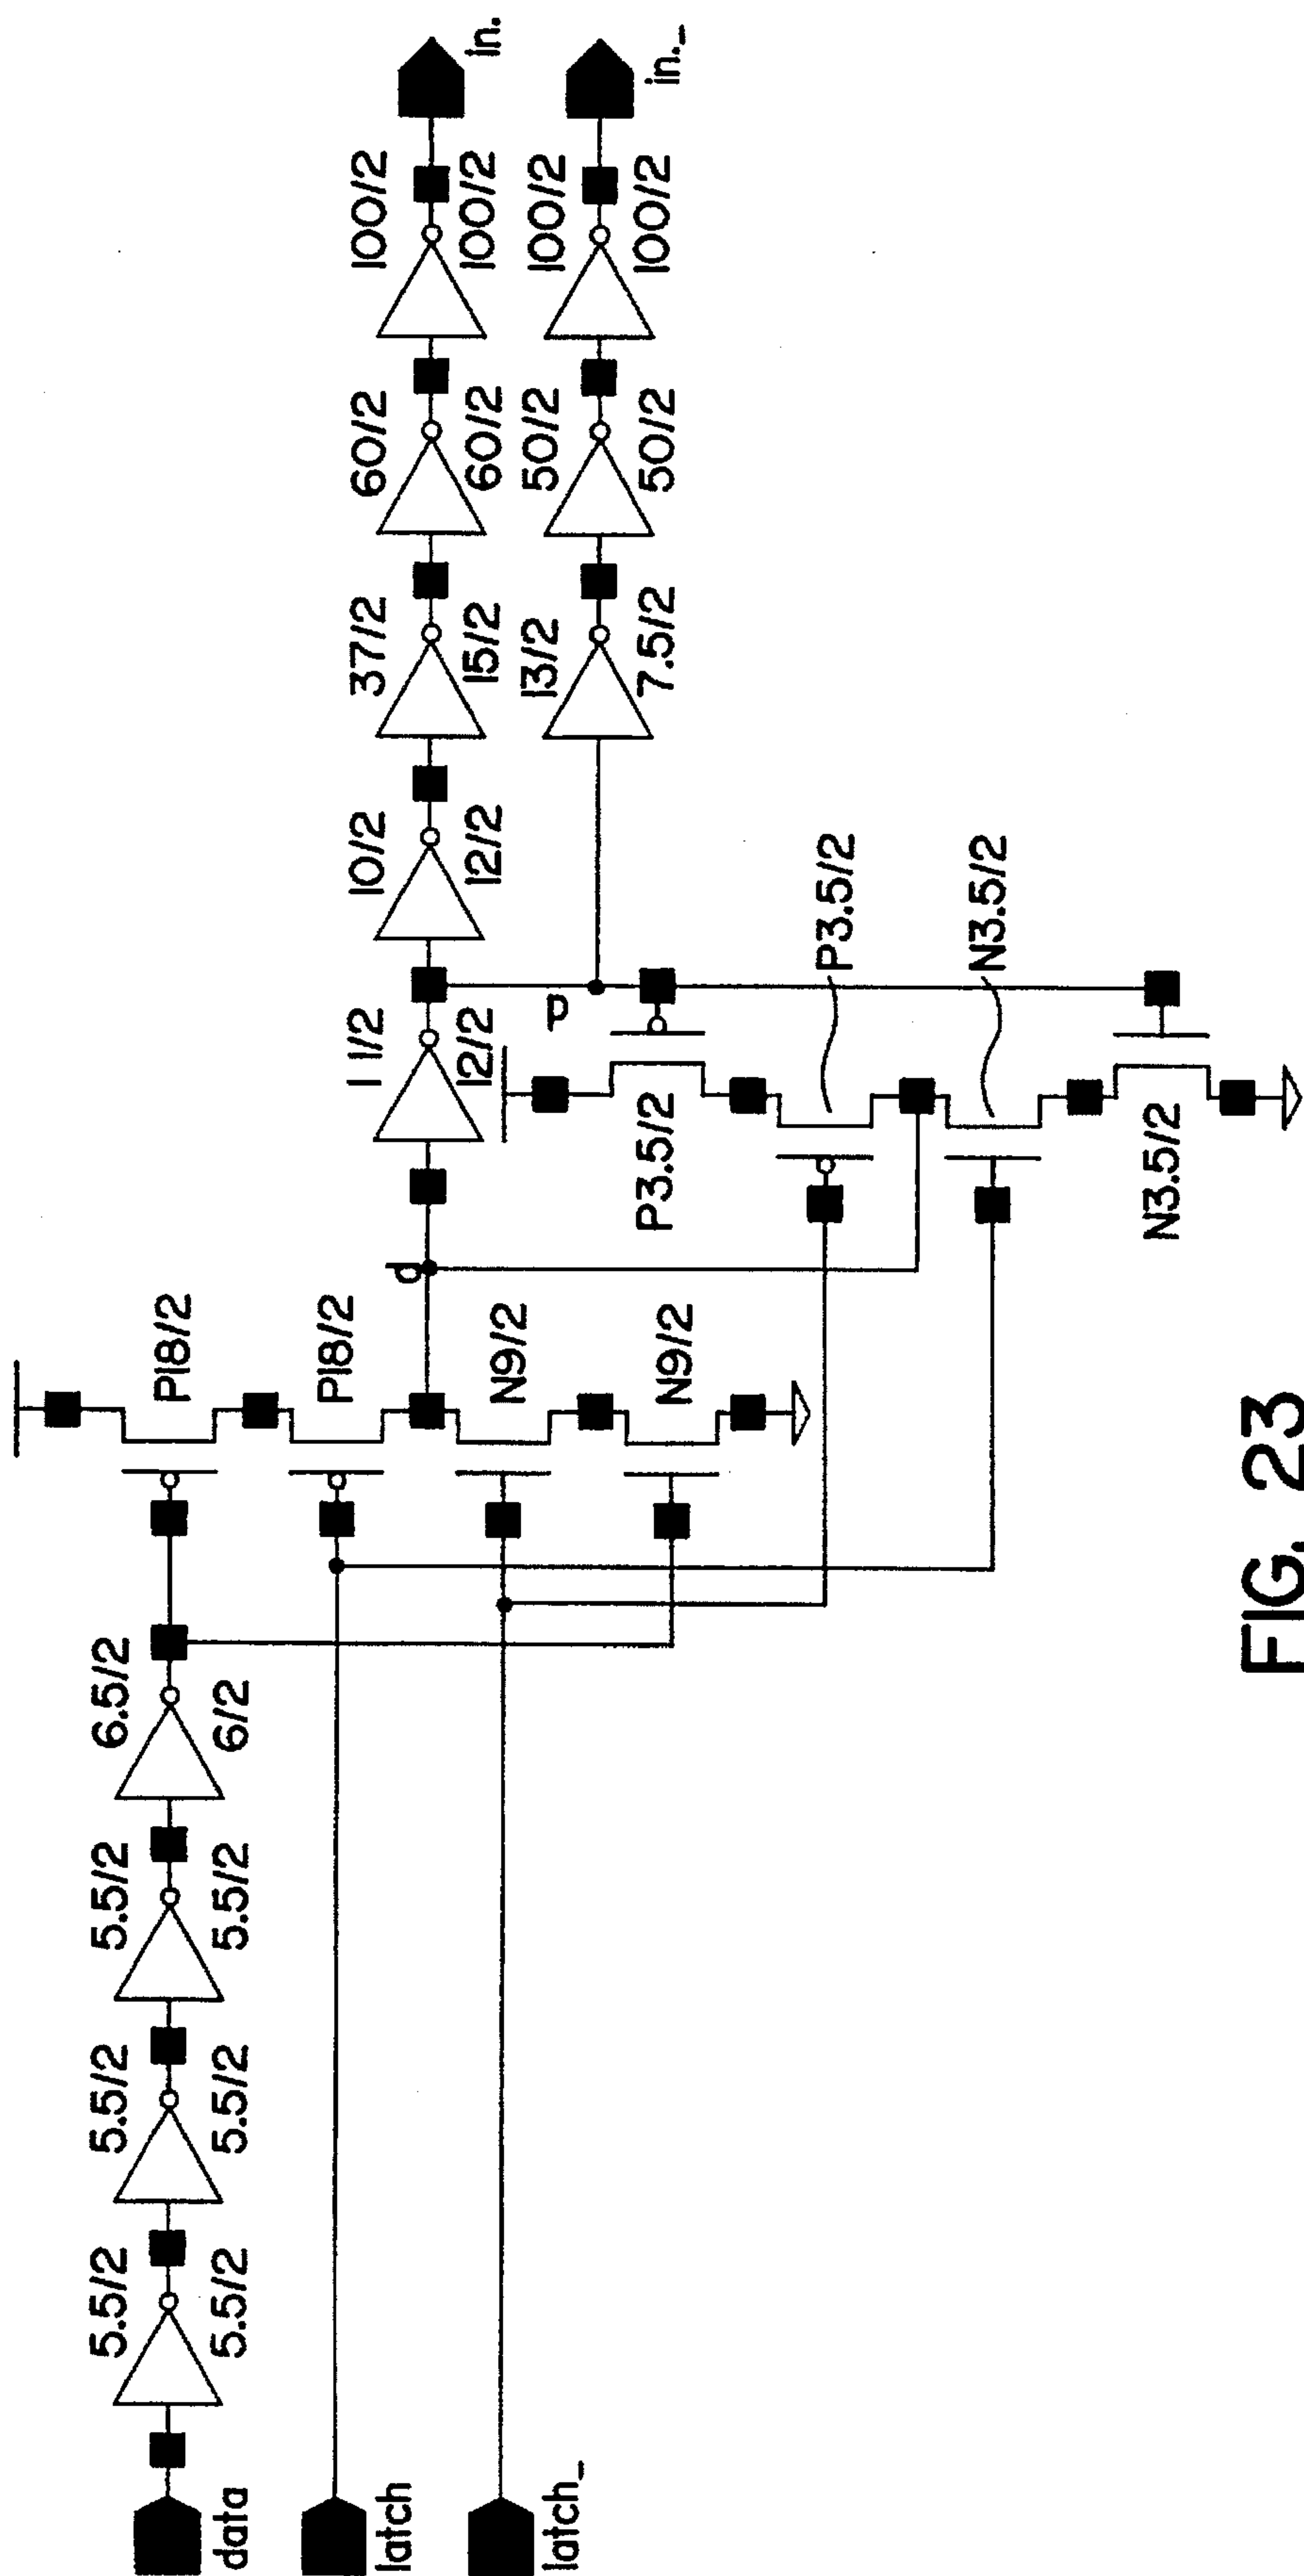 5.5/2 5.5/2 5.5/2 6.5/2
P18/2
data 5.5/2 5.5/2 5.5/2 6/2
P18/2
11/2 10/2 37/2 60/2 100/2
latch
d
12/2 12/2 15/2 60/2 100/2 in.
N9/2
13/2 50/2 100/2
latch_
p
N9/2
P3.5/2
7.5/2 50/2 100/2 in._
P3.5/2
N3.5/2
N3.5/2
FIG. 23